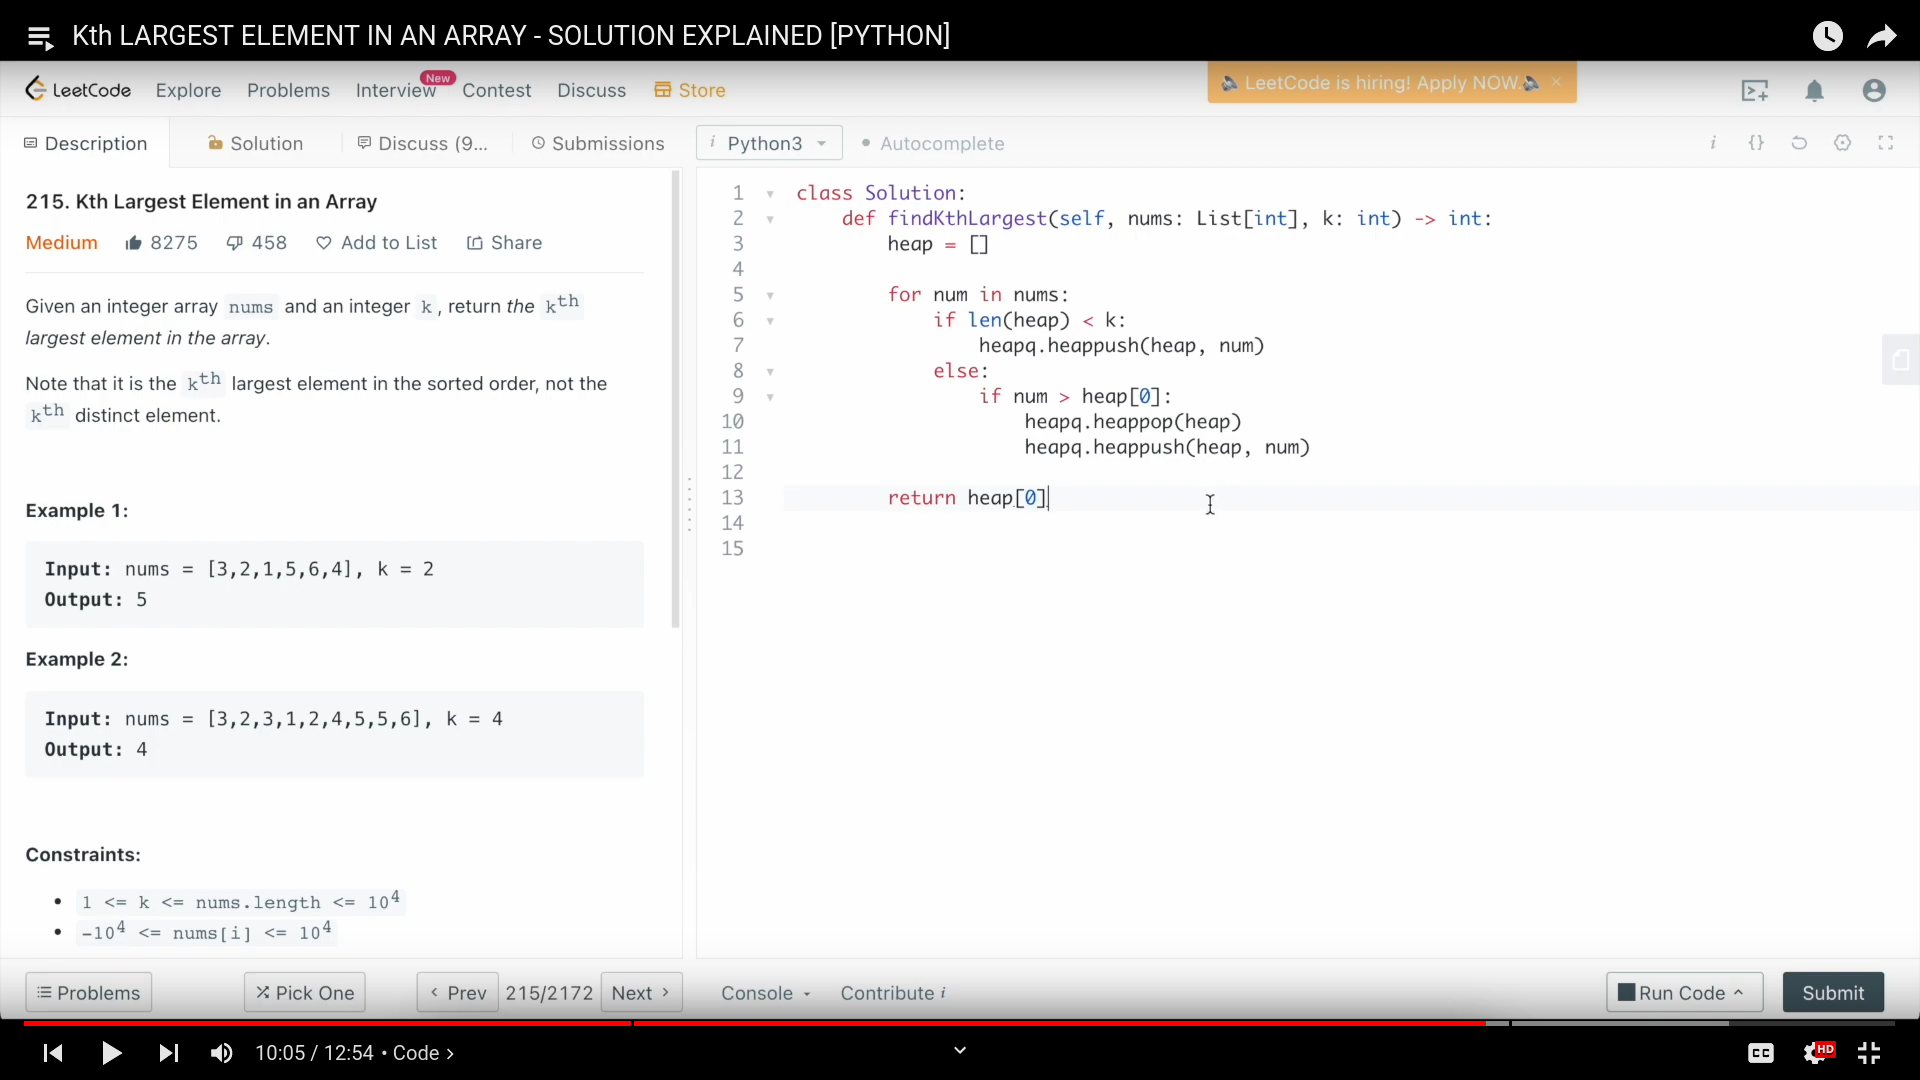 Kth LARGEST ELEMENT IN AN ARRAY - SOLUTION EXPLAINED [PYTHON]
LeetCode Explore Problems Interview New Contest Discuss Store
LeetCode is hiring! Apply NOW. ×
Description Solution Discuss (9... Submissions
i Python3 Autocomplete i {}
215. Kth Largest Element in an Array
Medium 8275 458 Add to List Share
Given an integer array nums and an integer k, return the kth
largest element in the array.
Note that it is the kth largest element in the sorted order, not the
kth distinct element.
Example 1:
Input: nums = [3,2,1,5,6,4], k = 2
Output: 5
Example 2:
Input: nums = [3,2,3,1,2,4,5,5,6], k = 4
Output: 4
Constraints:
• 1 <= k <= nums.length <= 10⁴
• -10⁴ <= nums[i] <= 10⁴
1 class Solution:
2 def findKthLargest(self, nums: List[int], k: int) -> int:
3 heap = []
4
5 for num in nums:
6 if len(heap) < k:
7 heapq.heappush(heap, num)
8 else:
9 if num > heap[0]:
10 heapq.heappop(heap)
11 heapq.heappush(heap, num)
12
13 return heap[0]
14
15
Problems Pick One < Prev 215/2172 Next > Console Contribute i Run Code Submit
10:05 / 12:54 • Code > CC HD